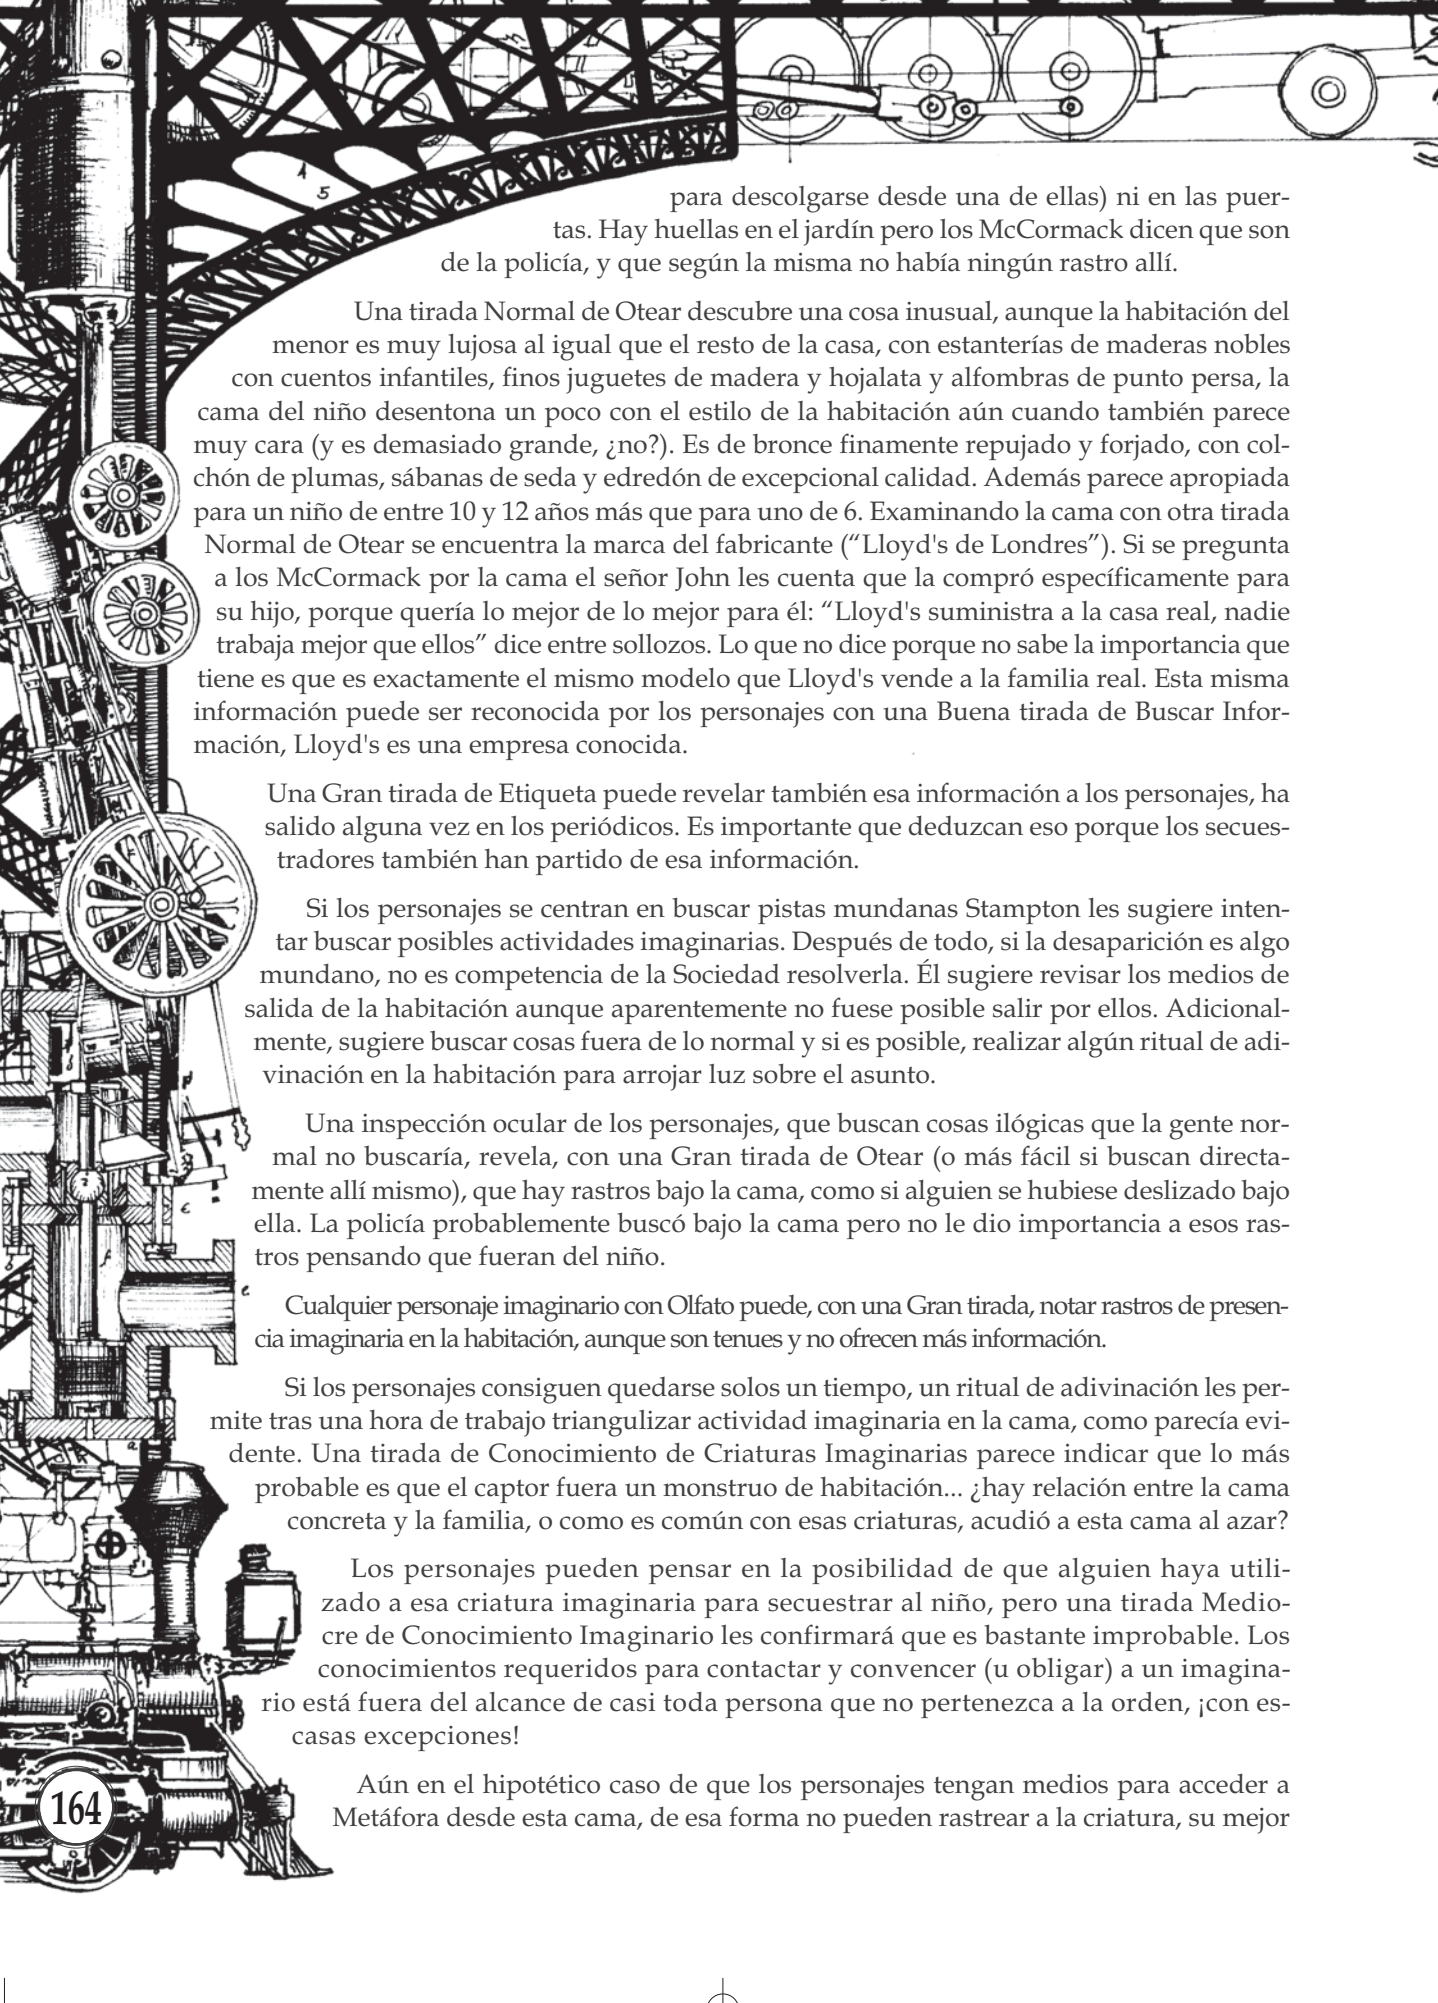 para descolgarse desde una de ellas) ni en las puer-
tas. Hay huellas en el jardín pero los McCormack dicen que son
de la policía, y que según la misma no había ningún rastro allí.
Una tirada Normal de Otear descubre una cosa inusual, aunque la habitación del
menor es muy lujosa al igual que el resto de la casa, con estanterías de maderas nobles
con cuentos infantiles, finos juguetes de madera y hojalata y alfombras de punto persa, la
cama del niño desentona un poco con el estilo de la habitación aún cuando también parece
muy cara (y es demasiado grande, ¿no?). Es de bronce finamente repujado y forjado, con col-
chón de plumas, sábanas de seda y edredón de excepcional calidad. Además parece apropiada
para un niño de entre 10 y 12 años más que para uno de 6. Examinando la cama con otra tirada
Normal de Otear se encuentra la marca del fabricante (“Lloyd's de Londres”). Si se pregunta
a los McCormack por la cama el señor John les cuenta que la compró específicamente para
su hijo, porque quería lo mejor de lo mejor para él: “Lloyd's suministra a la casa real, nadie
trabaja mejor que ellos” dice entre sollozos. Lo que no dice porque no sabe la importancia que
tiene es que es exactamente el mismo modelo que Lloyd's vende a la familia real. Esta misma
información puede ser reconocida por los personajes con una Buena tirada de Buscar Infor-
mación, Lloyd's es una empresa conocida.
Una Gran tirada de Etiqueta puede revelar también esa información a los personajes, ha
salido alguna vez en los periódicos. Es importante que deduzcan eso porque los secues-
tradores también han partido de esa información.
Si los personajes se centran en buscar pistas mundanas Stampton les sugiere inten-
tar buscar posibles actividades imaginarias. Después de todo, si la desaparición es algo
mundano, no es competencia de la Sociedad resolverla. Él sugiere revisar los medios de
salida de la habitación aunque aparentemente no fuese posible salir por ellos. Adicional-
mente, sugiere buscar cosas fuera de lo normal y si es posible, realizar algún ritual de adi-
vinación en la habitación para arrojar luz sobre el asunto.
Una inspección ocular de los personajes, que buscan cosas ilógicas que la gente nor-
mal no buscaría, revela, con una Gran tirada de Otear (o más fácil si buscan directa-
mente allí mismo), que hay rastros bajo la cama, como si alguien se hubiese deslizado bajo
ella. La policía probablemente buscó bajo la cama pero no le dio importancia a esos ras-
tros pensando que fueran del niño.
Cualquier personaje imaginario con Olfato puede, con una Gran tirada, notar rastros de presen-
cia imaginaria en la habitación, aunque son tenues y no ofrecen más información.
Si los personajes consiguen quedarse solos un tiempo, un ritual de adivinación les per-
mite tras una hora de trabajo triangulizar actividad imaginaria en la cama, como parecía evi-
dente. Una tirada de Conocimiento de Criaturas Imaginarias parece indicar que lo más
probable es que el captor fuera un monstruo de habitación... ¿hay relación entre la cama
concreta y la familia, o como es común con esas criaturas, acudió a esta cama al azar?
Los personajes pueden pensar en la posibilidad de que alguien haya utili-
zado a esa criatura imaginaria para secuestrar al niño, pero una tirada Medio-
cre de Conocimiento Imaginario les confirmará que es bastante improbable. Los
conocimientos requeridos para contactar y convencer (u obligar) a un imagina-
rio está fuera del alcance de casi toda persona que no pertenezca a la orden, ¡con es-
casas excepciones!
Aún en el hipotético caso de que los personajes tengan medios para acceder a
Metáfora desde esta cama, de esa forma no pueden rastrear a la criatura, su mejor
164